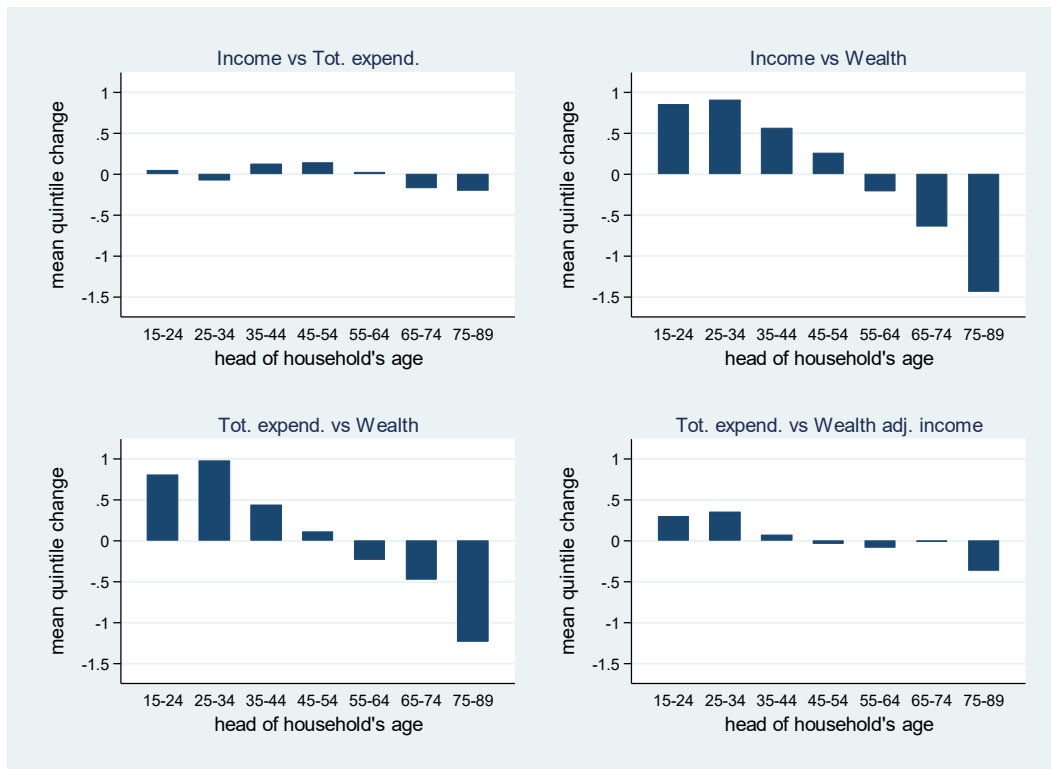 Income vs Tot. expend.
mean quintile change
1
.5
0
-.5
-1
-1.5
15-24 25-34 35-44 45-54 55-64 65-74 75-89
head of household's age
Income vs Wealth
mean quintile change
1
.5
0
-.5
-1
-1.5
15-24 25-34 35-44 45-54 55-64 65-74 75-89
head of household's age
Tot. expend. vs Wealth
mean quintile change
1
.5
0
-.5
-1
-1.5
15-24 25-34 35-44 45-54 55-64 65-74 75-89
head of household's age
Tot. expend. vs Wealth adj. income
mean quintile change
1
.5
0
-.5
-1
-1.5
15-24 25-34 35-44 45-54 55-64 65-74 75-89
head of household's age